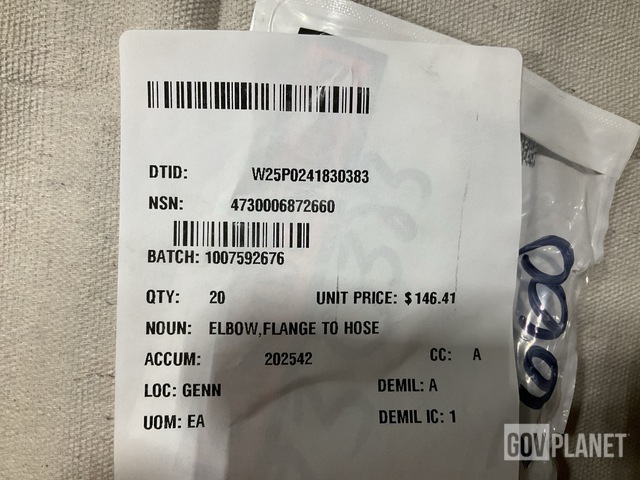 DTID: W25P0241830383
NSN: 4730006872660
BATCH: 1007592676
QTY: 20 UNIT PRICE: $146.41
NOUN: ELBOW,FLANGE TO HOSE
ACCUM: 202542 CC: A
LOC: GENN DEMIL: A
UOM: EA DEMIL IC: 1
GOVPLANET